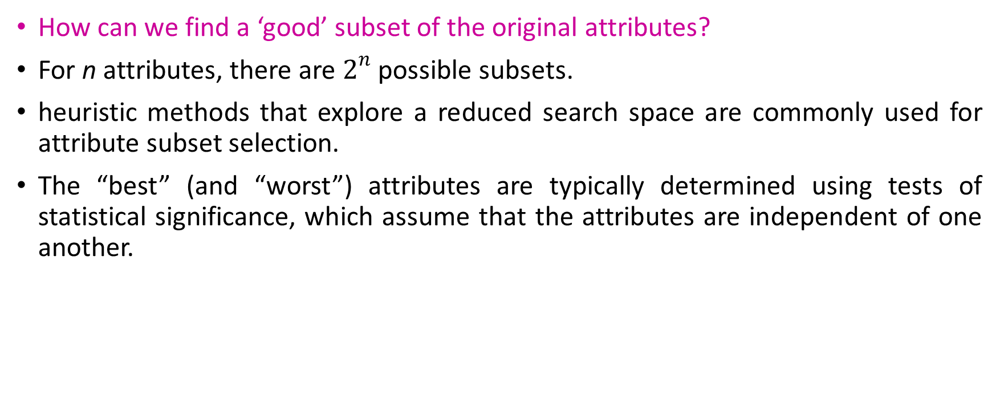 • How can we find a ‘good’ subset of the original attributes?
• For n attributes, there are 2ⁿ possible subsets.
• heuristic methods that explore a reduced search space are commonly used for
attribute subset selection.
• The “best” (and “worst”) attributes are typically determined using tests of
statistical significance, which assume that the attributes are independent of one
another.